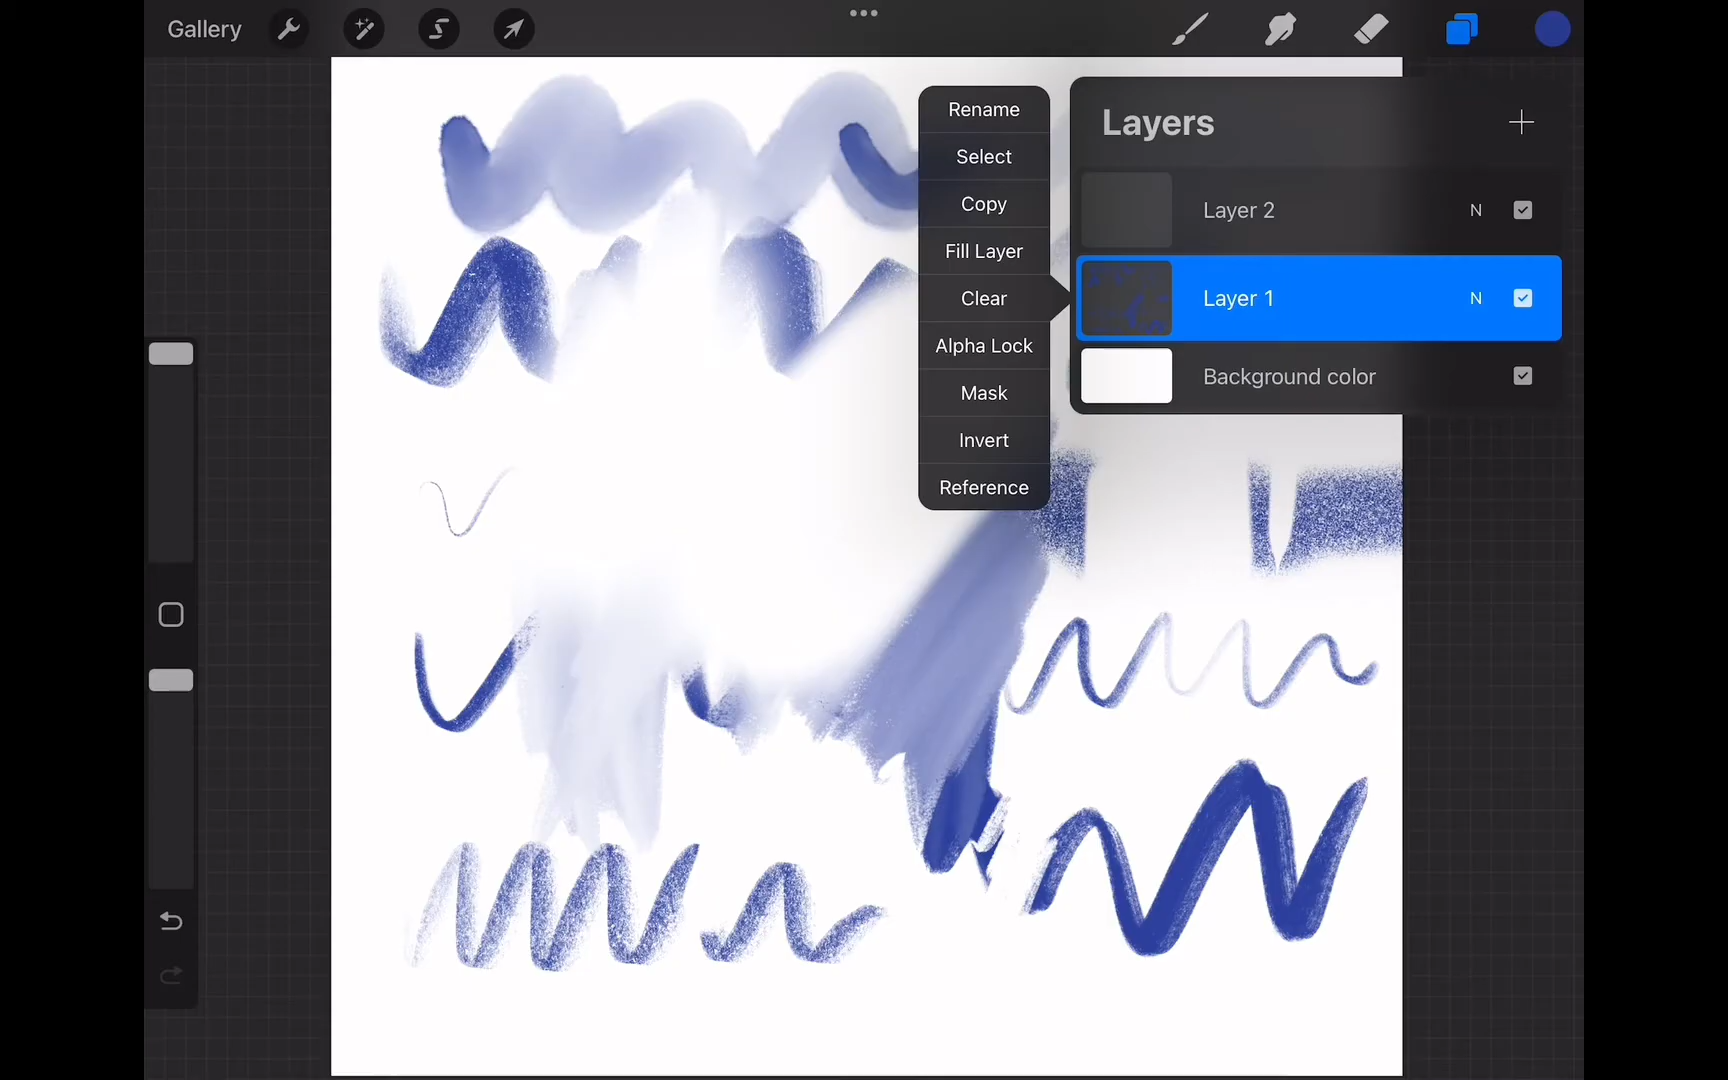 Gallery
Rename
Select
Copy
Fill Layer
Clear
Alpha Lock
Mask
Invert
Reference
Layers
Layer 2 N
Layer 1 N
Background color